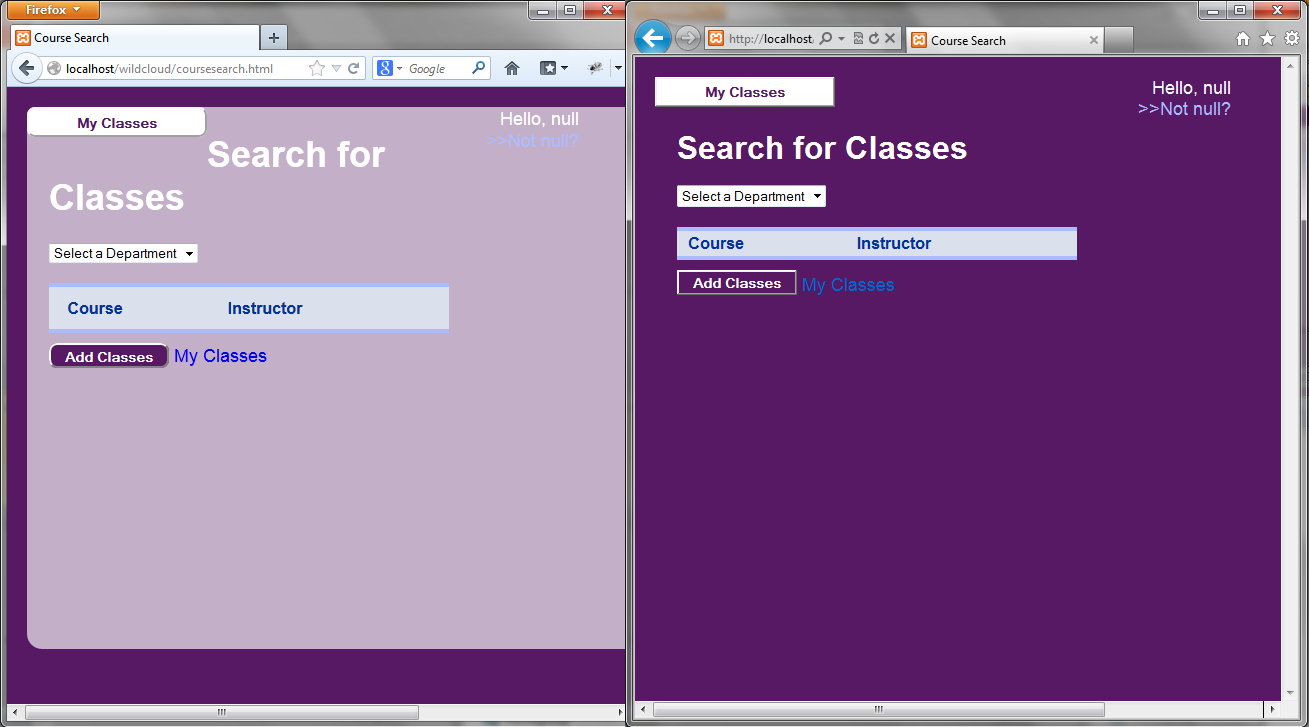 Firefox
Course Search
localhost/wildcloud/coursesearch.html
Google
My Classes
Hello, null
>>Not null?
Search for
Classes
Select a Department
Course Instructor
Add Classes My Classes
http://localhost/
Course Search
My Classes
Hello, null
>>Not null?
Search for Classes
Select a Department
Course Instructor
Add Classes My Classes